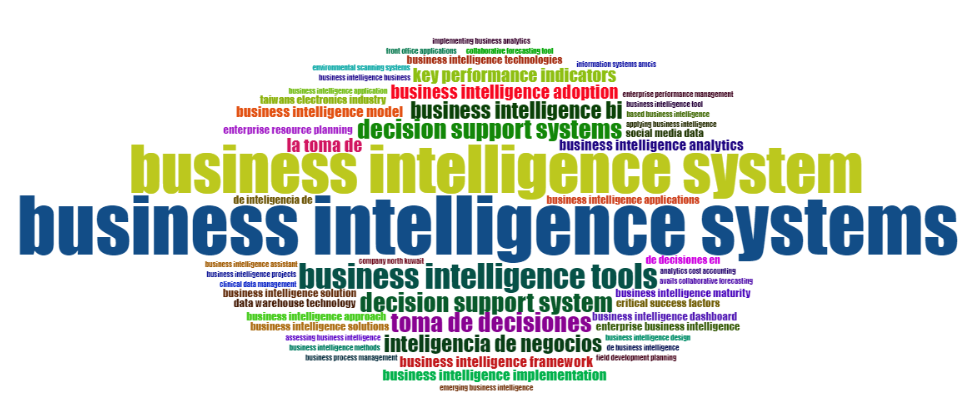 implementing business analytics
front office applications collaborative forecasting tool
business intelligence technologies
information systems amcis
environmental scanning systems
key performance indicators
business intelligence business
business intelligence application
business intelligence adoption
enterprise performance management
taiwans electronics industry
business intelligence model
business intelligence bi
business intelligence tool
based business intelligence
enterprise resource planning
decision support systems
applying business intelligence
social media data
la toma de
business intelligence analytics
business intelligence system
de inteligencia de
business intelligence applications
business intelligence systems
company north kuwait
de decisiones en
business intelligence assistant
business intelligence tools
analytics cost accounting
business intelligence projects
clinical data management
avails collaborative forecasting
business intelligence solution
business intelligence maturity
data warehouse technology
decision support system
critical success factors
business intelligence approach
toma de decisiones
business intelligence dashboard
business intelligence solutions
enterprise business intelligence
assessing business intelligence
inteligencia de negocios
business intelligence design
business intelligence methods
de business intelligence
business process management
business intelligence framework
field development planning
business intelligence implementation
emerging business intelligence